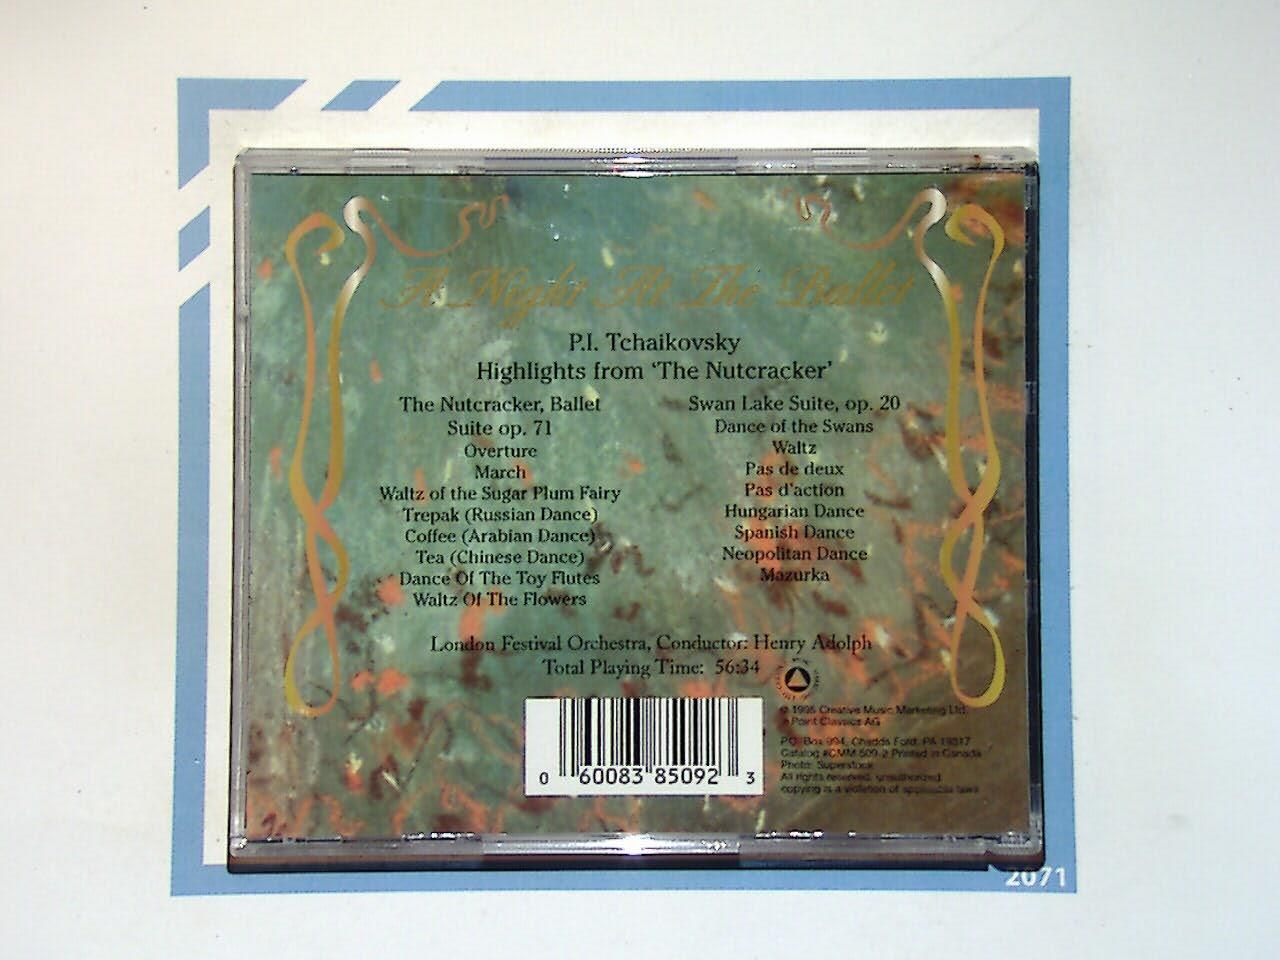 A Night At The Ballet
P.I. Tchaikovsky
Highlights from ‘The Nutcracker’
The Nutcracker, Ballet
Suite op. 71
Overture
March
Waltz of the Sugar Plum Fairy
Trepak (Russian Dance)
Coffee (Arabian Dance)
Tea (Chinese Dance)
Dance Of The Toy Flutes
Waltz Of The Flowers
Swan Lake Suite, op. 20
Dance of the Swans
Waltz
Pas de deux
Pas d'action
Hungarian Dance
Spanish Dance
Neopolitan Dance
Mazurka
London Festival Orchestra, Conductor: Henry Adolph
Total Playing Time: 56:34
0 60083 85092 3
1995 Creative Music Marketing Ltd.
Point Classics AG
P.O. Box 994, Chadds Ford, PA 19317
Catalog #CMM 509-2 Printed in Canada
Photo: Superstock
All rights reserved, unauthorized
copying is a violation of applicable laws
2071